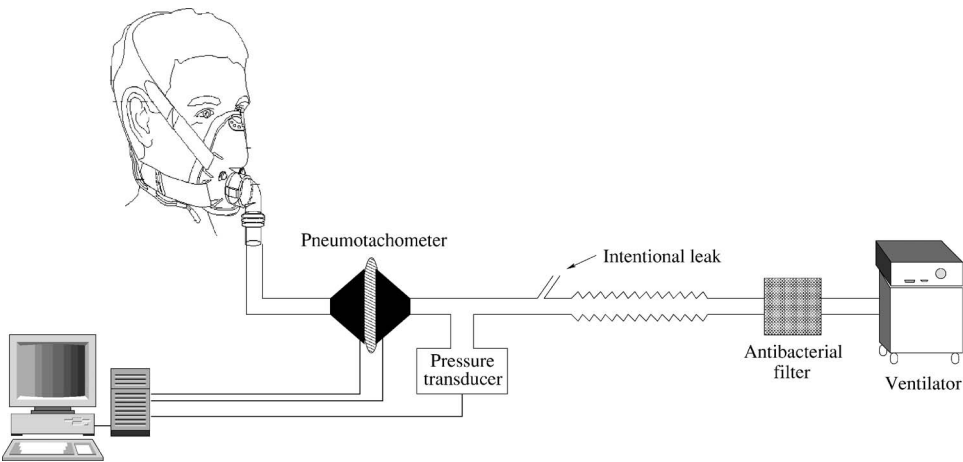 Pneumotachometer
Intentional leak
Pressure
transducer
Antibacterial
filter
Ventilator